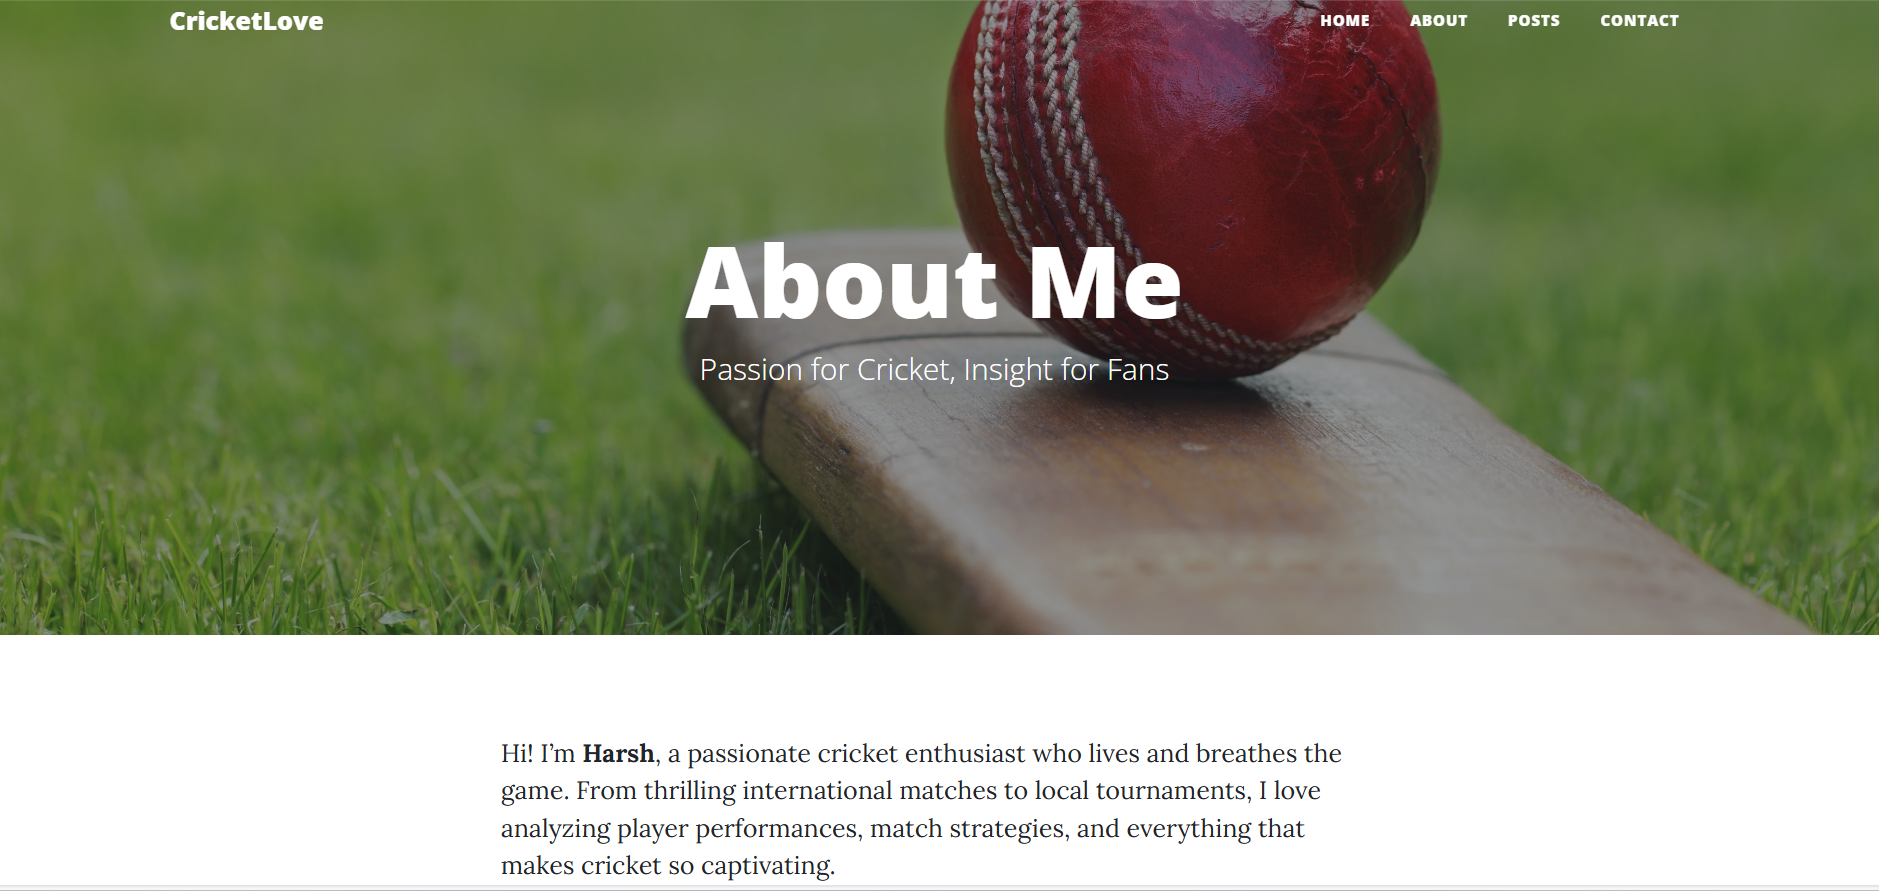 CricketLove
HOME ABOUT POSTS CONTACT
About Me
Passion for Cricket, Insight for Fans
Hi! I’m Harsh, a passionate cricket enthusiast who lives and breathes the
game. From thrilling international matches to local tournaments, I love
analyzing player performances, match strategies, and everything that
makes cricket so captivating.